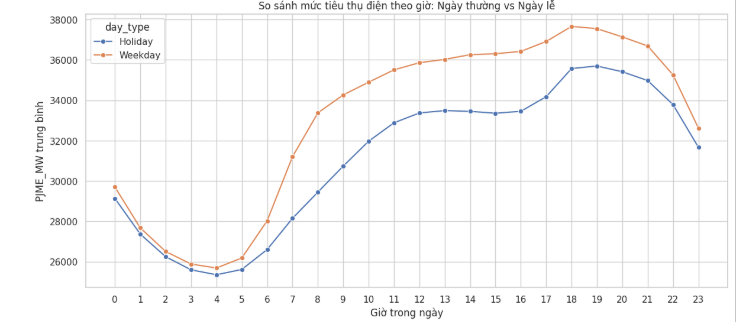 So sánh mức tiêu thụ điện theo giờ: Ngày thường vs Ngày lễ
38000
36000
34000
32000
30000
28000
26000
PJME_MW trung bình
day_type
Holiday
Weekday
0 1 2 3 4 5 6 7 8 9 10 11 12 13 14 15 16 17 18 19 20 21 22 23
Giờ trong ngày